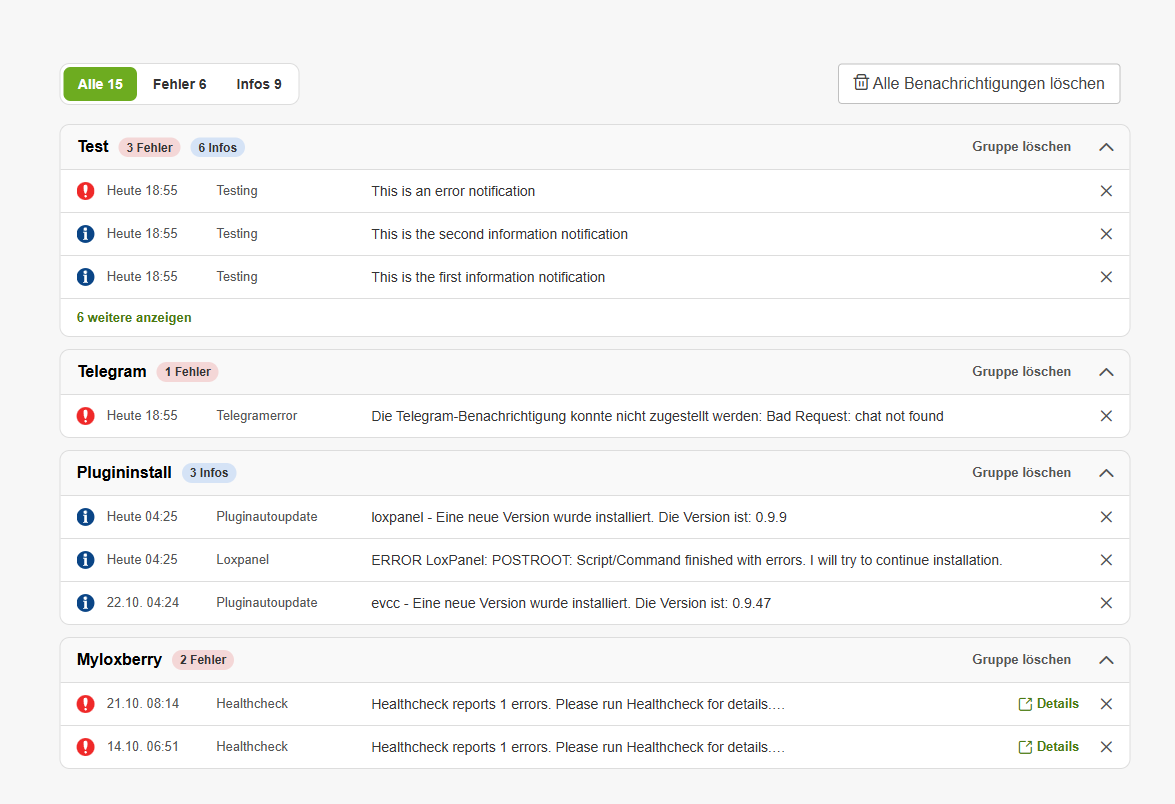 Alle 15 Fehler 6 Infos 9 Alle Benachrichtigungen löschen
Test 3 Fehler 6 Infos Gruppe löschen
Heute 18:55 Testing This is an error notification
Heute 18:55 Testing This is the second information notification
Heute 18:55 Testing This is the first information notification
6 weitere anzeigen
Telegram 1 Fehler Gruppe löschen
Heute 18:55 Telegramerror Die Telegram-Benachrichtigung konnte nicht zugestellt werden: Bad Request: chat not found
Plugininstall 3 Infos Gruppe löschen
Heute 04:25 Pluginautoupdate loxpanel - Eine neue Version wurde installiert. Die Version ist: 0.9.9
Heute 04:25 Loxpanel ERROR LoxPanel: POSTROOT: Script/Command finished with errors. I will try to continue installation.
22.10. 04:24 Pluginautoupdate evcc - Eine neue Version wurde installiert. Die Version ist: 0.9.47
Myloxberry 2 Fehler Gruppe löschen
21.10. 08:14 Healthcheck Healthcheck reports 1 errors. Please run Healthcheck for details.... Details
14.10. 06:51 Healthcheck Healthcheck reports 1 errors. Please run Healthcheck for details.... Details